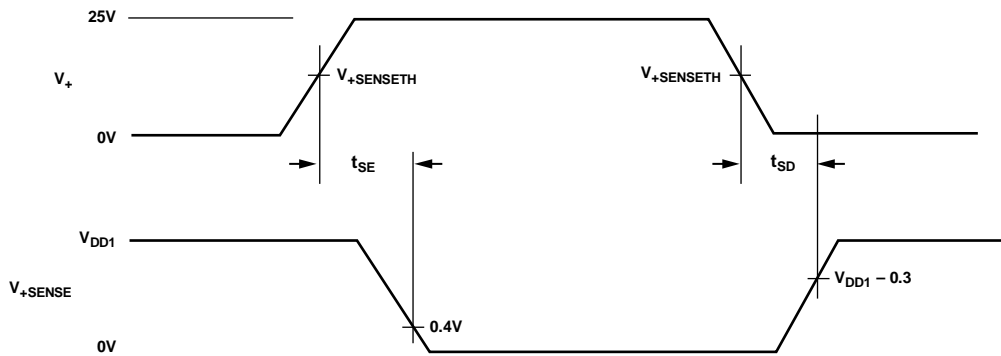 25V
V+
V+SENSETH
V+SENSETH
0V
tSE
tSD
VDD1
V+SENSE
VDD1 – 0.3
0.4V
0V